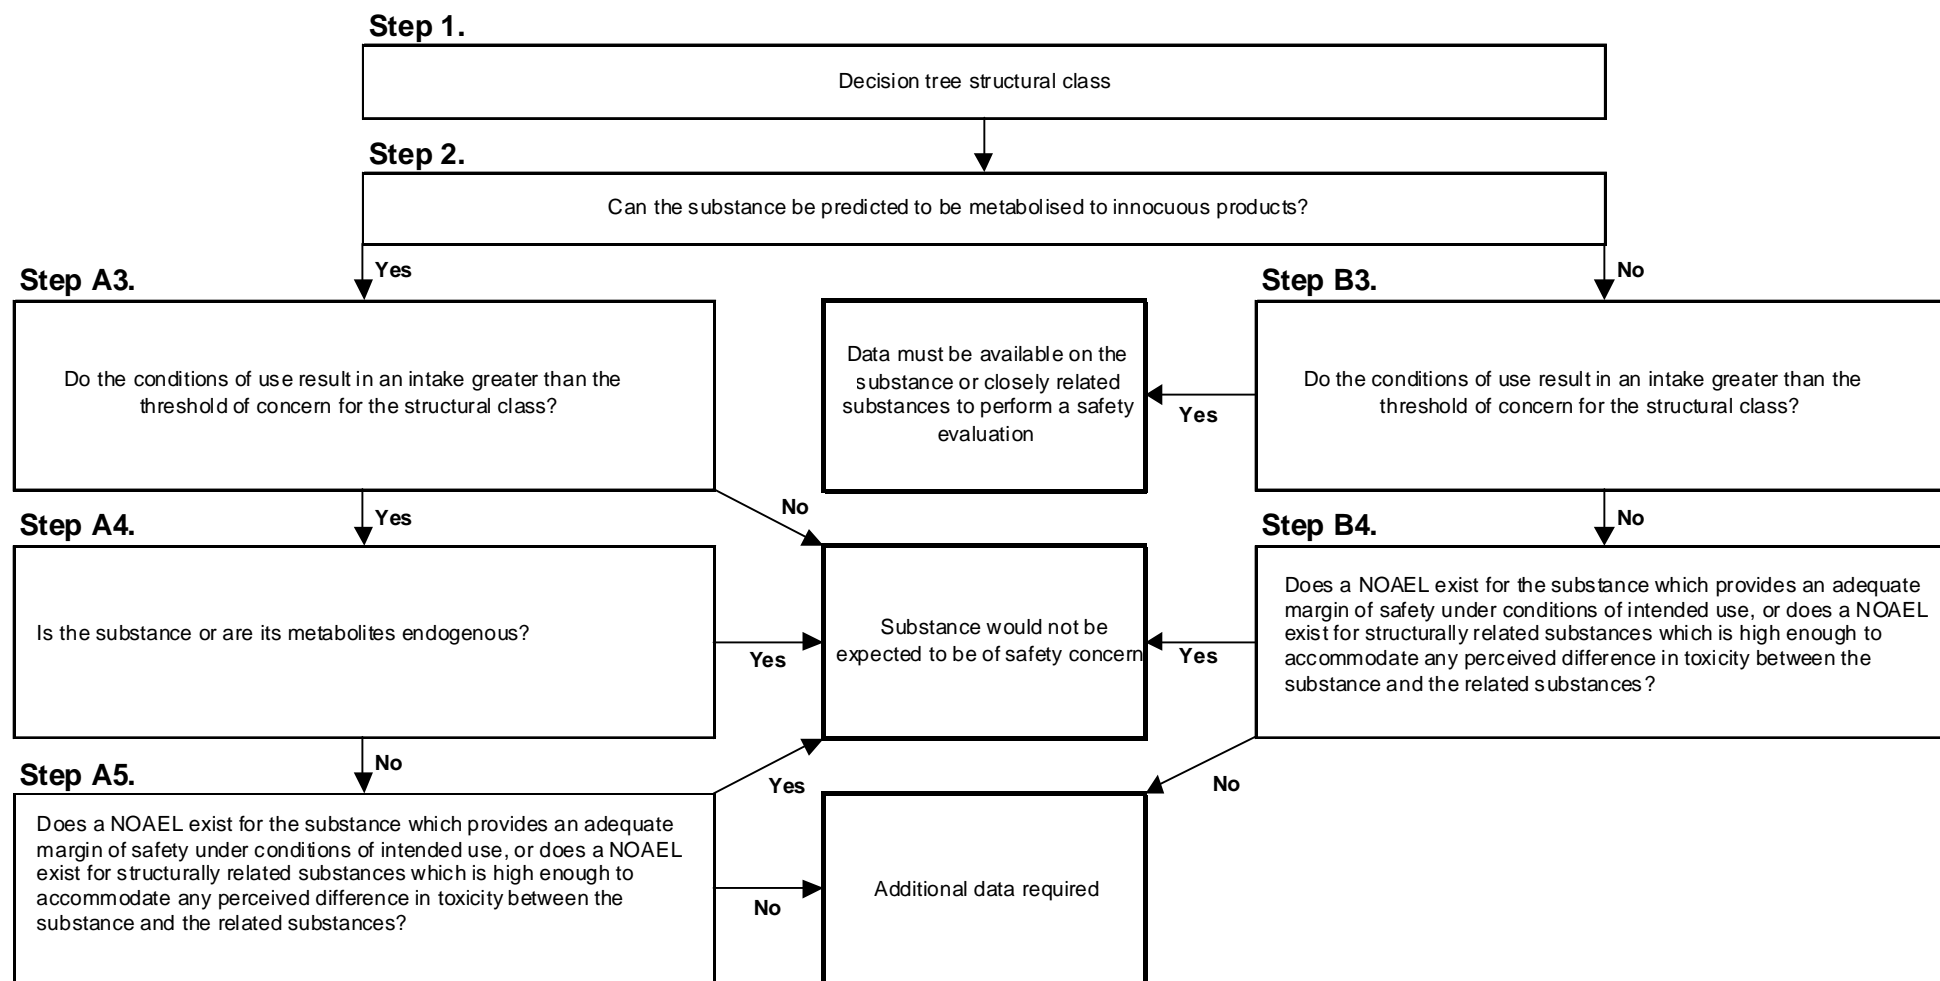 Step 1.
Decision tree structural class
Step 2.
Can the substance be predicted to be metabolised to innocuous products?
Yes
No
Step A3.
Do the conditions of use result in an intake greater than the
threshold of concern for the structural class?
Data must be available on the
substance or closely related
substances to perform a safety
evaluation
Step B3.
Do the conditions of use result in an intake greater than the
threshold of concern for the structural class?
Yes
Yes
No
No
Step A4.
Is the substance or are its metabolites endogenous?
Yes
Substance would not be
expected to be of safety concern
Yes
Step B4.
Does a NOAEL exist for the substance which provides an adequate
margin of safety under conditions of intended use, or does a NOAEL
exist for structurally related substances which is high enough to
accommodate any perceived difference in toxicity between the
substance and the related substances?
No
Yes
No
Step A5.
Does a NOAEL exist for the substance which provides an adequate
margin of safety under conditions of intended use, or does a NOAEL
exist for structurally related substances which is high enough to
accommodate any perceived difference in toxicity between the
substance and the related substances?
No
Additional data required